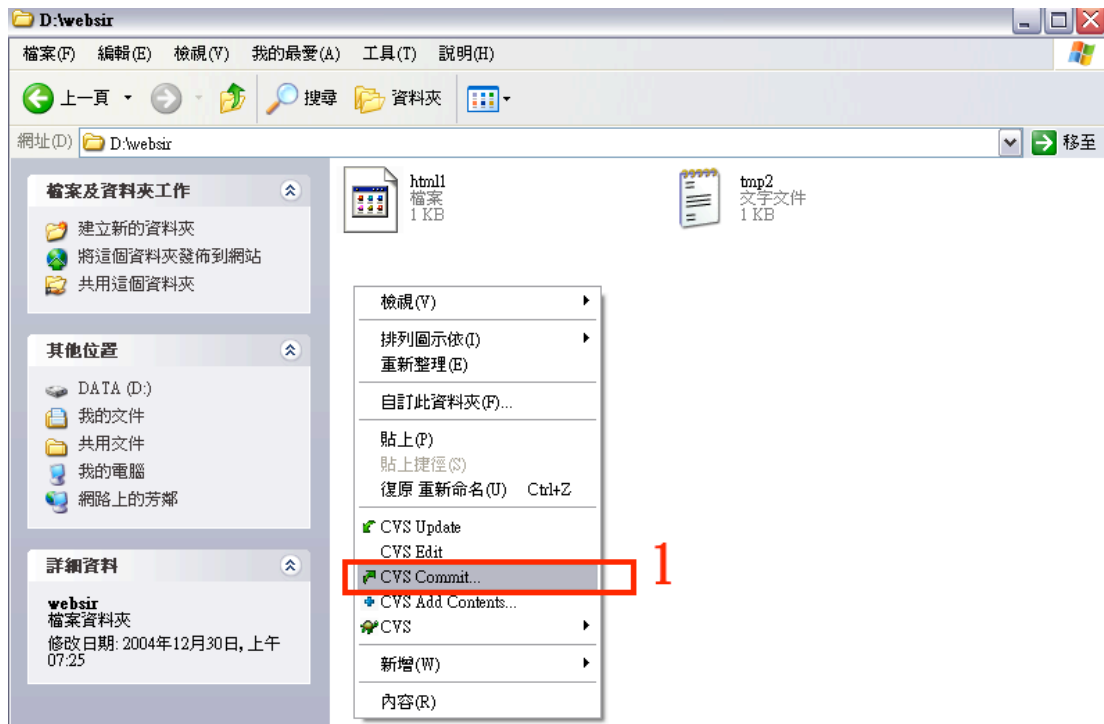 D:\websir
檔案(F) 編輯(E) 檢視(V) 我的最愛(A) 工具(T) 說明(H)
上一頁 搜尋 資料夾
網址(D) D:\websir 移至
檔案及資料夾工作
建立新的資料夾
將這個資料夾發佈到網站
共用這個資料夾
其他位置
DATA (D:)
我的文件
共用文件
我的電腦
網路上的芳鄰
詳細資料
websir
檔案資料夾
修改日期: 2004年12月30日, 上午
07:25
html1
檔案
1 KB
tmp2
文字文件
1 KB
檢視(V)
排列圖示依(I)
重新整理(E)
自訂此資料夾(F)...
貼上(P)
貼上捷徑(S)
復原 重新命名(U) Ctrl+Z
CVS Update
CVS Edit
CVS Commit...
1
CVS Add Contents...
CVS
新增(W)
內容(R)